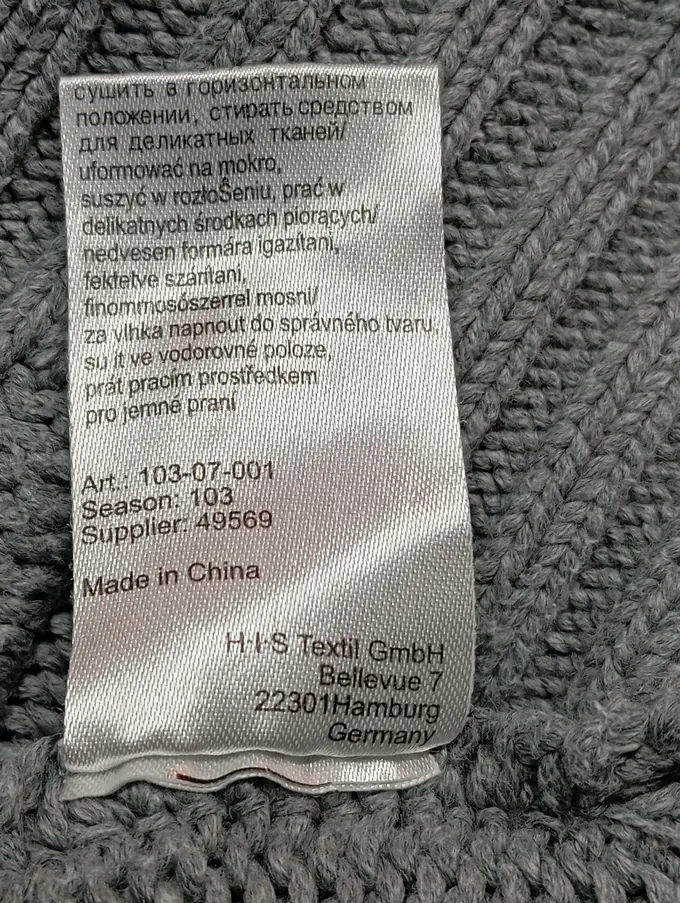 сушить в горизонтальном
положении, стирать средством
для деликатных тканей/
uformować na mokro,
suszyć w rozłoŠeniu, prać w
delikatnych środkach piorących/
nedvesen formára igazítani,
fektetve szárítani,
finommosószerrel mosni/
za vlhka napnout do správného tvaru,
su it ve vodorovné poloze,
prát pracím prostředkem
pro jemné praní
Art.: 103-07-001
Season: 103
Supplier: 49569
Made in China
H·I·S Textil GmbH
Bellevue 7
22301Hamburg
Germany